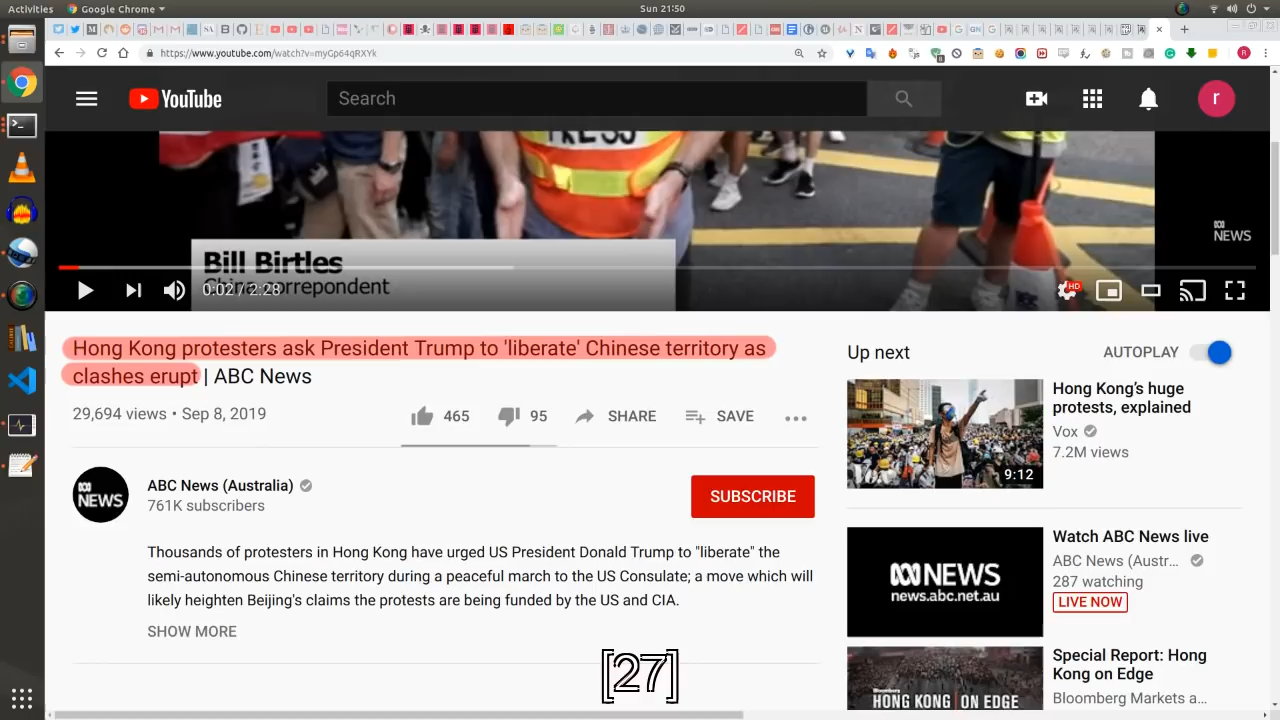 Activities
Google Chrome
Sun 21:50
https://www.youtube.com/watch?v=myGp64qRXYk
YouTube
Search
r
PRESS
NEWS
Bill Birtles
China correpondent
0:02 / 2:28
HD
Hong Kong protesters ask President Trump to 'liberate' Chinese territory as
clashes erupt | ABC News
29,694 views • Sep 8, 2019
465
95
SHARE
SAVE
NEWS
ABC News (Australia)
761K subscribers
SUBSCRIBE
Thousands of protesters in Hong Kong have urged US President Donald Trump to "liberate" the
semi-autonomous Chinese territory during a peaceful march to the US Consulate; a move which will
likely heighten Beijing's claims the protests are being funded by the US and CIA.
SHOW MORE
Up next
AUTOPLAY
9:12
Hong Kong's huge
protests, explained
Vox
7.2M views
NEWS
news.abc.net.au
Watch ABC News live
ABC News (Austr...
287 watching
LIVE NOW
Bloomberg
HONG KONG | ON EDGE
Special Report: Hong
Kong on Edge
Bloomberg Markets a...
[27]